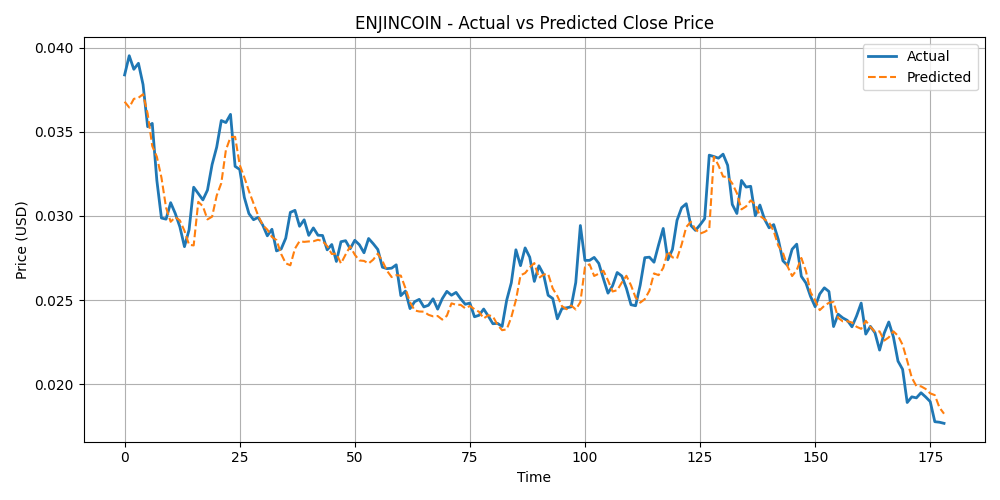 ENJINCOIN - Actual vs Predicted Close Price
Actual
Predicted
Price (USD)
0.040
0.035
0.030
0.025
0.020
0 25 50 75 100 125 150 175
Time